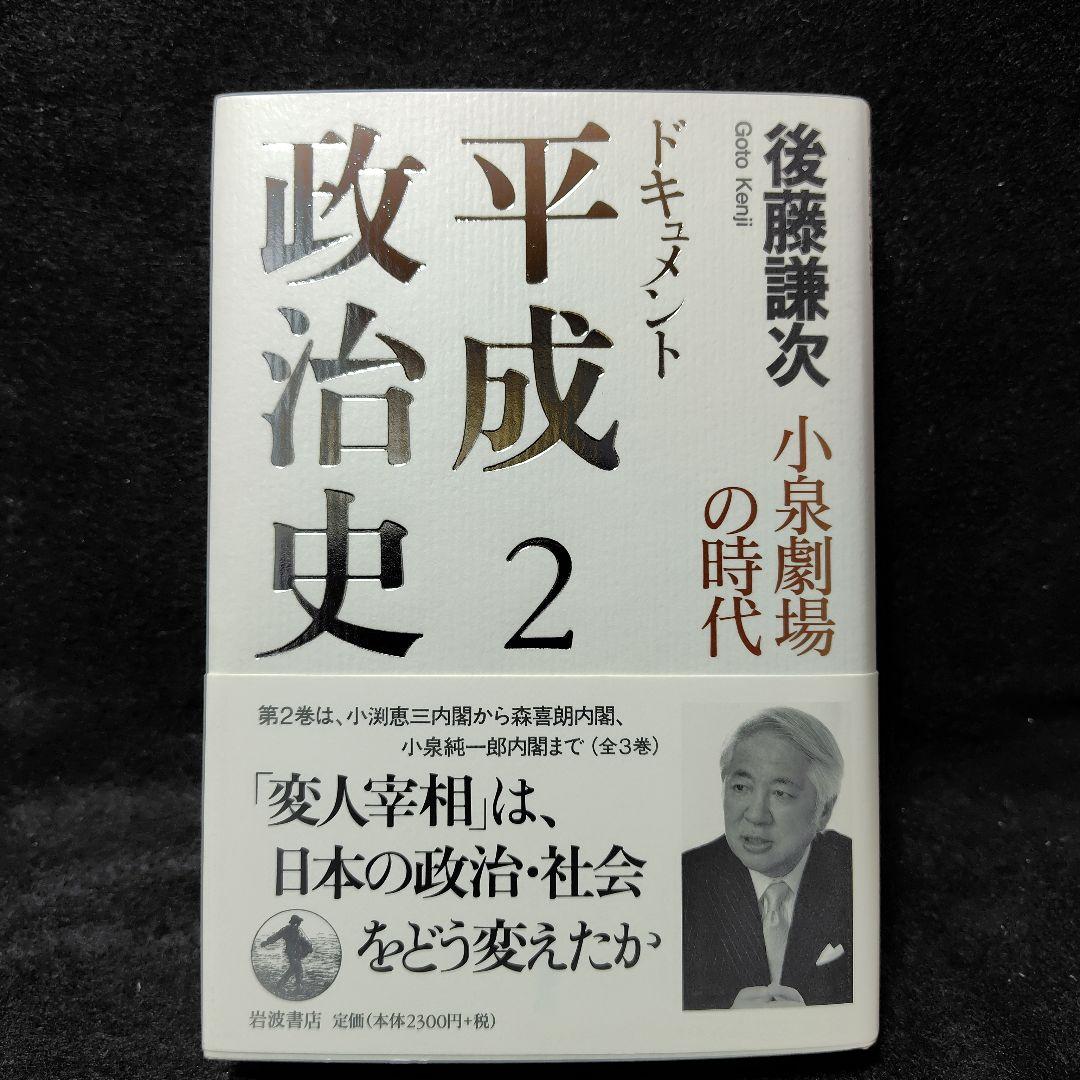 後藤謙次
Goto Kenji
小泉劇場
の時代
ドキュメント
平成2
政治史
第2巻は、小渕恵三内閣から森喜朗内閣、
小泉純一郎内閣まで（全3巻）
「変人宰相」は、
日本の政治・社会
をどう変えたか
岩波書店 定価（本体2300円+税）